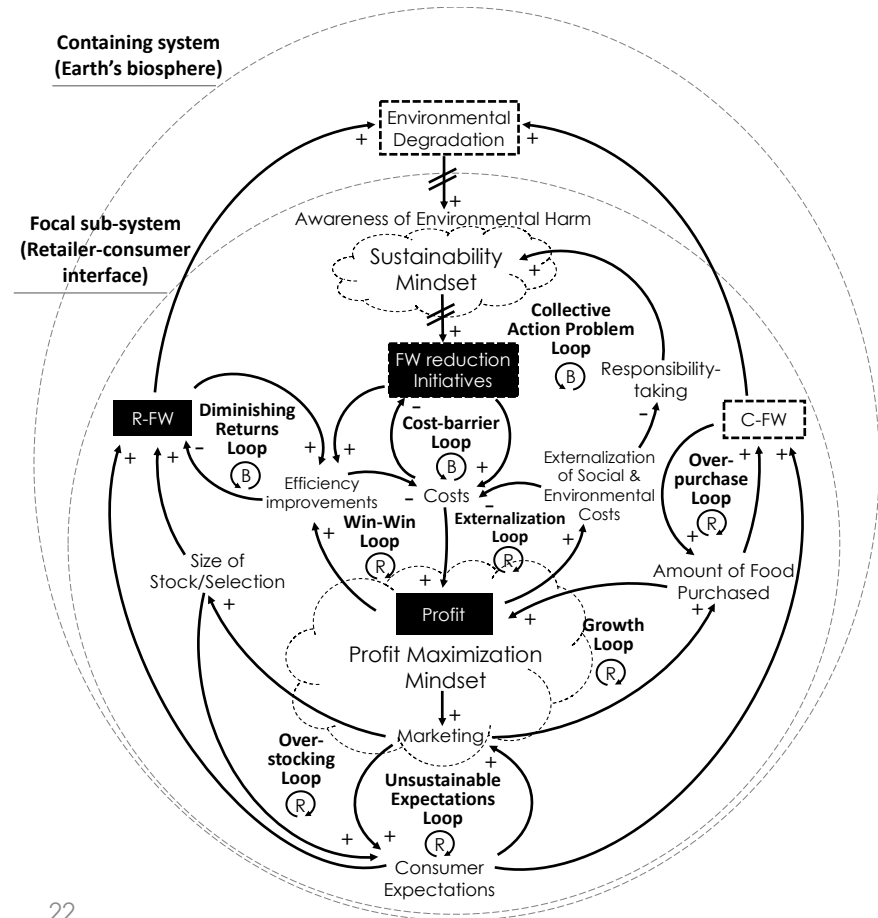 Containing system
(Earth's biosphere)
Environmental
Degradation
+
+
+
Focal sub-system
(Retailer-consumer
interface)
Awareness of Environmental Harm
Sustainability
Mindset
+
+
Collective
Action Problem
Loop
B
FW reduction
Initiatives
Responsibility-
taking
R-FW
Diminishing
Returns
Loop
B
-
+
+
+
+
-
Cost-barrier
Loop
B
+
-
C-FW
+
+
Over-
purchase
Loop
R
+
Efficiency
improvements
-
Costs
-
Externalization
of Social &
Environmental
Costs
Win-Win
Loop
R
+
Externalization
Loop
R
+
Size of
Stock/Selection
+
+
Amount of Food
Purchased
+
Profit
+
Growth
Loop
R
Profit Maximization
Mindset
+
Marketing
+
Over-
stocking
Loop
R
Unsustainable
Expectations
Loop
R
+
+
Consumer
Expectations
22